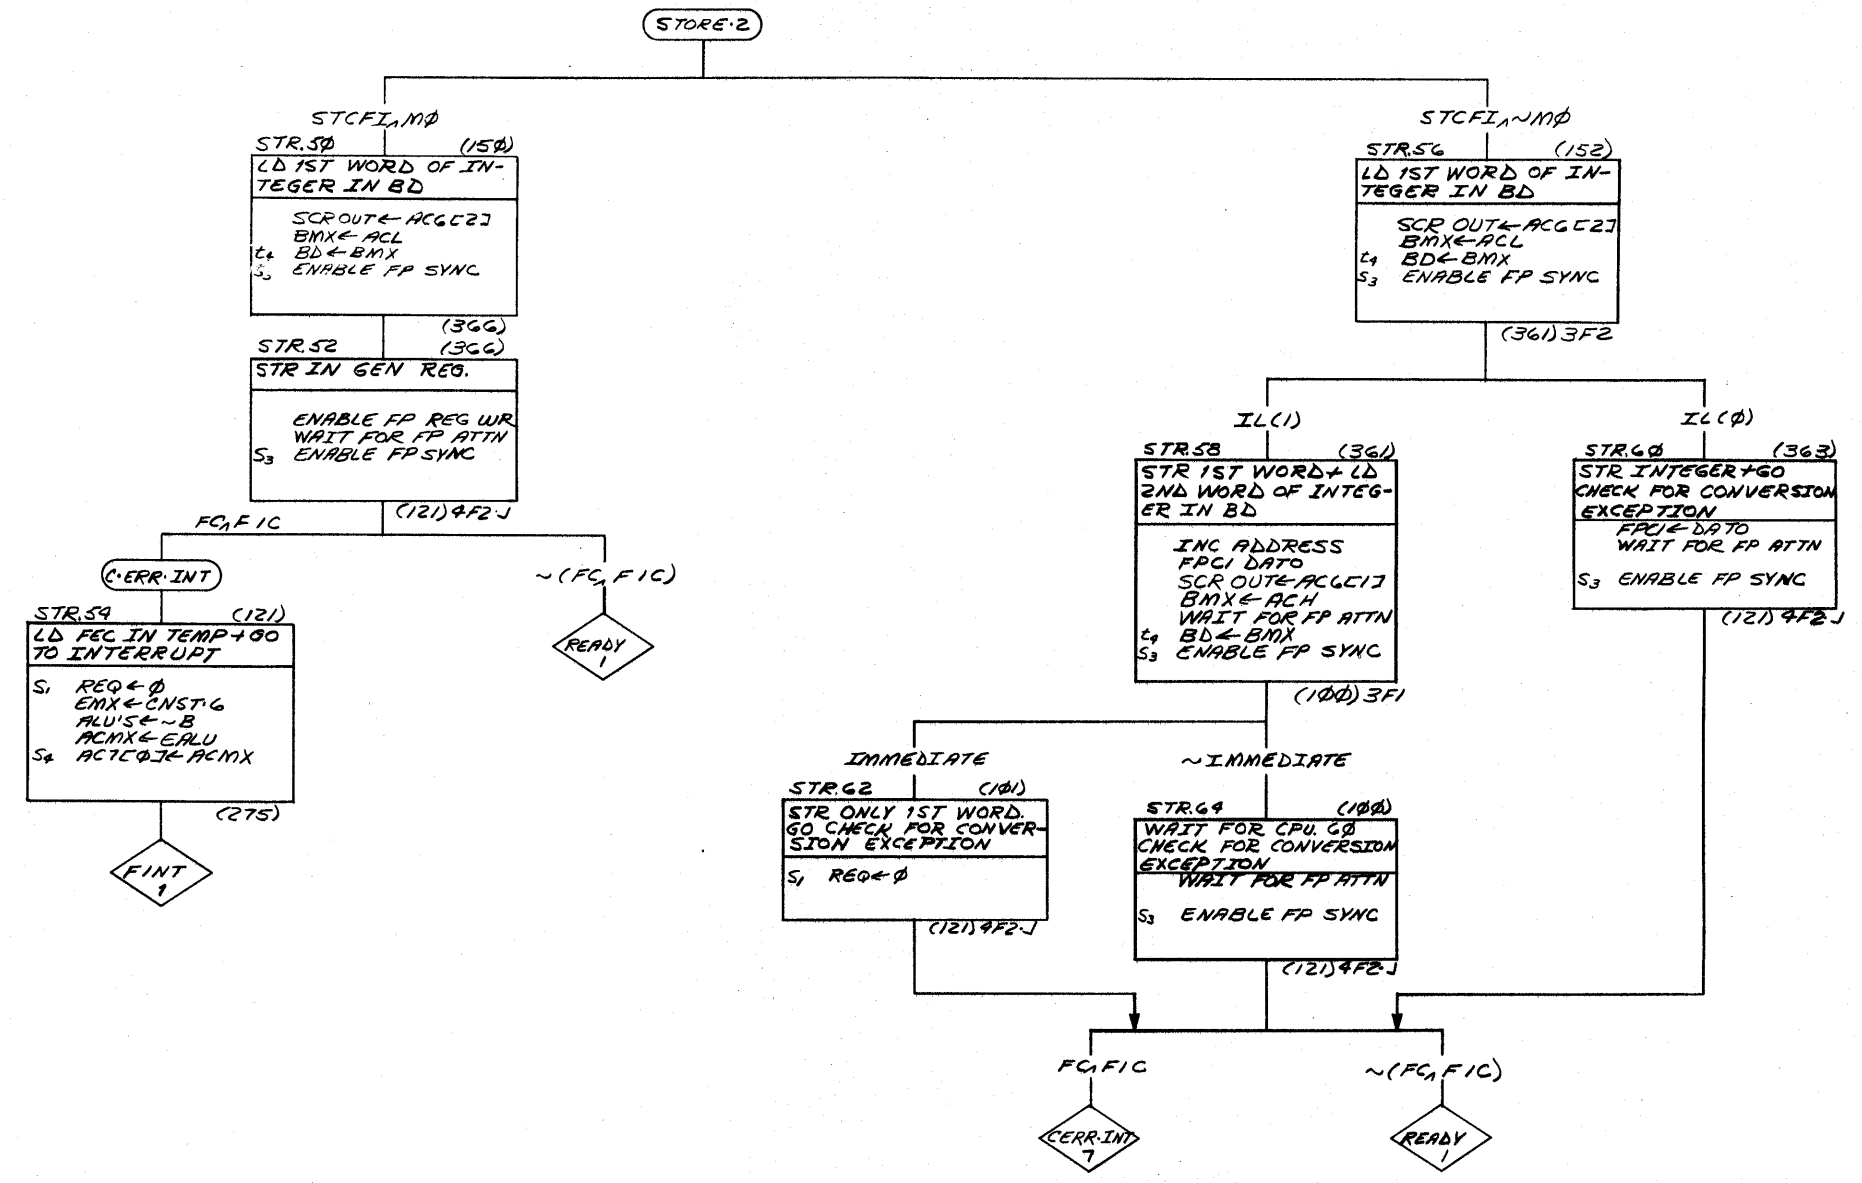 STORE·2
STCFI∧MØ
STR.5Ø (15Ø)
LD 1ST WORD OF IN-
TEGER IN BD
SCR OUT←AC6[2]
BMX←ACL
t4 BD←BMX
ENABLE FP SYNC
(366)
STR.52 (366)
STR IN GEN REG.
ENABLE FP REG WR
WAIT FOR FP ATTN
S3 ENABLE FP SYNC
(121)4F2·J
FC∧FIC
C·ERR·INT
~(FC∧FIC)
READY
1
STR.54 (121)
LD FEC IN TEMP+GO
TO INTERRUPT
S1 REQ←Ø
EMX←CNST·6
ALU'S←~B
ACMX←EALU
S4 AC7[Ø]←ACMX
(275)
FINT
STCFI∧~MØ
STR.56 (152)
LD 1ST WORD OF IN-
TEGER IN BD
SCR OUT←AC6[2]
BMX←ACL
t4 BD←BMX
S3 ENABLE FP SYNC
(361)3F2
IL(1)
STR.58 (361)
STR 1ST WORD+ LD
2ND WORD OF INTEG-
ER IN BD
INC ADDRESS
FPC1 DATO
SCR OUT←AC6[1]
BMX←ACH
WAIT FOR FP ATTN
t4 BD←BMX
S3 ENABLE FP SYNC
(1ØØ)3F1
IL(Ø)
STR.6Ø (363)
STR INTEGER+GO
CHECK FOR CONVERSION
EXCEPTION
FPC1←DATO
WAIT FOR FP ATTN
S3 ENABLE FP SYNC
(121)4F2·J
IMMEDIATE
STR.62 (1Ø1)
STR ONLY 1ST WORD.
GO CHECK FOR CONVER-
SION EXCEPTION
S1 REQ←Ø
(121)4F2·J
~IMMEDIATE
STR.64 (1ØØ)
WAIT FOR CPU. GØ
CHECK FOR CONVERSION
EXCEPTION
WAIT FOR FP ATTN
S3 ENABLE FP SYNC
(121)4F2·J
FC∧FIC
CERR·INT
7
~(FC∧FIC)
READY
1